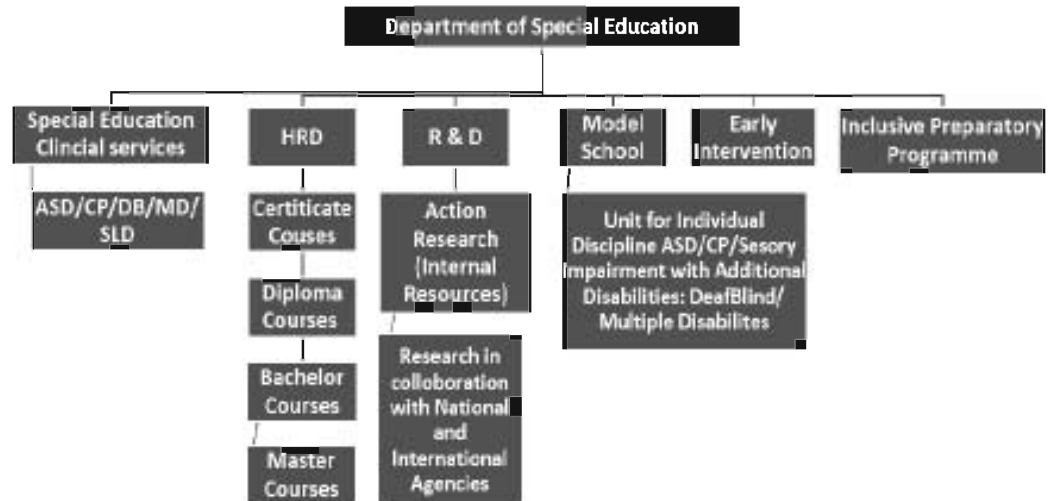 Department of Special Education
Special Education
Clincial services
HRD
R & D
Model
School
Early
Intervention
Inclusive Preparatory
Programme
ASD/CP/DB/MD/
SLD
Certiticate
Couses
Diploma
Courses
Bachelor
Courses
Master
Courses
Action
Research
(Internal
Resources)
Research in
colloboration
with National
and
International
Agencies
Unit for Individual
Discipline ASD/CP/Sesory
Impairment with Additional
Disabilities: DeafBlind/
Multiple Disabilites